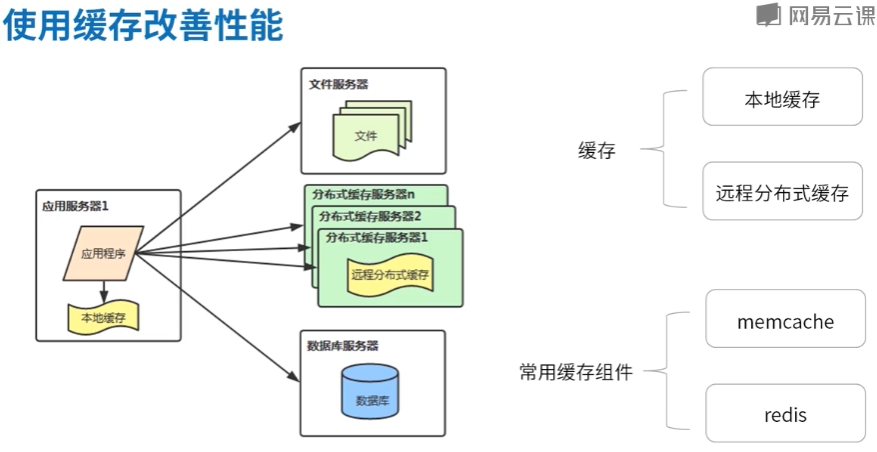 使用缓存改善性能
网易云课
文件服务器
文件
应用服务器1
应用程序
本地缓存
分布式缓存服务器n
分布式缓存服务器2
分布式缓存服务器1
远程分布式缓存
数据库服务器
数据库
缓存
本地缓存
远程分布式缓存
常用缓存组件
memcache
redis